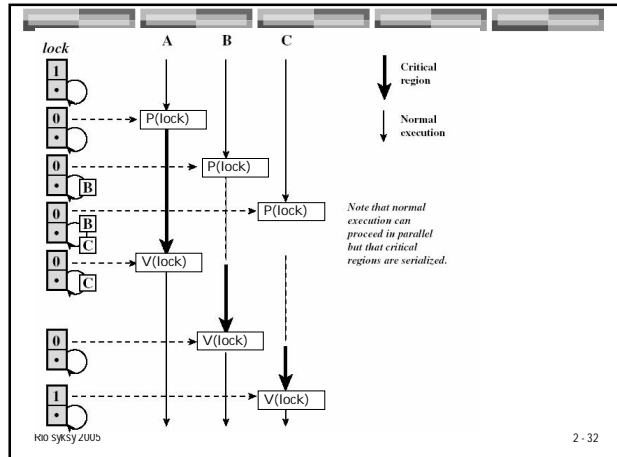 A B C
lock
1
Critical
region
0
P(lock)
Normal
execution
0
B
P(lock)
0
B
C
P(lock)
Note that normal
execution can
proceed in parallel
but that critical
regions are serialized.
0
C
V(lock)
0
V(lock)
1
V(lock)
Rio syksy 2005
2 - 32